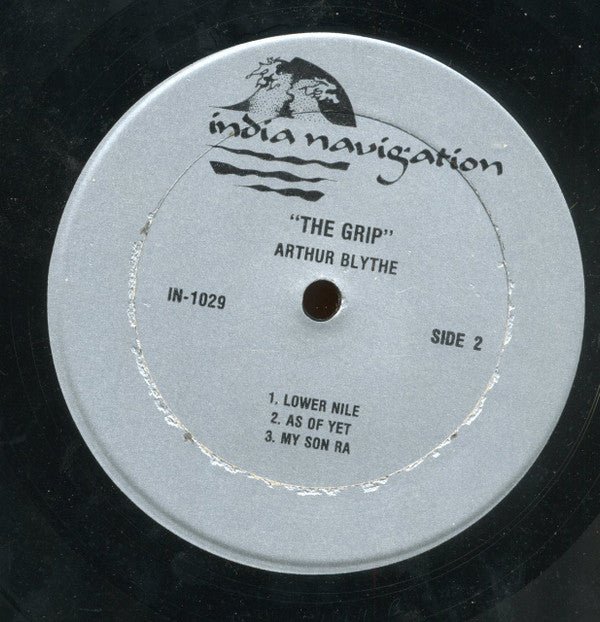 india navigation
"THE GRIP"
ARTHUR BLYTHE
IN-1029
SIDE 2
1. LOWER NILE
2. AS OF YET
3. MY SON RA